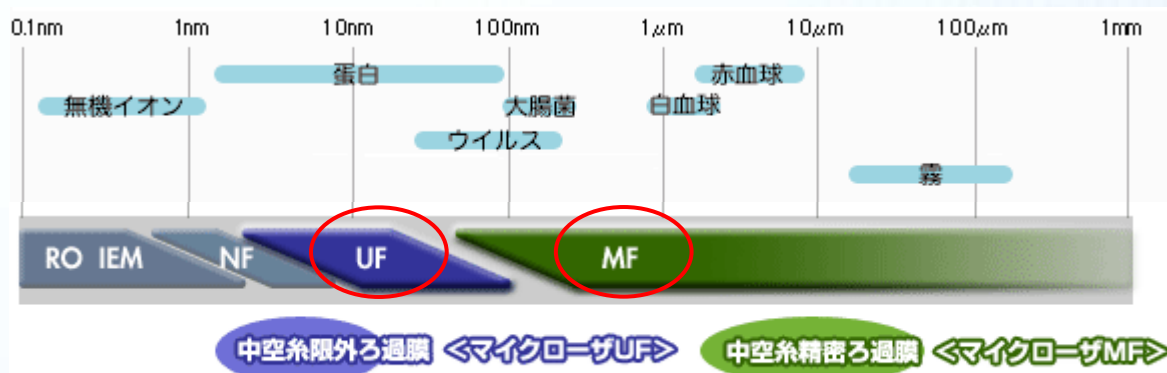 0.1nm 1nm 10nm 100nm 1μm 10μm 100μm 1mm
蛋白 赤血球
無機イオン 大腸菌 白血球
ウイルス
霧
RO IEM NF UF MF
中空糸限外ろ過膜 <マイクローザUF> 中空糸精密ろ過膜 <マイクローザMF>